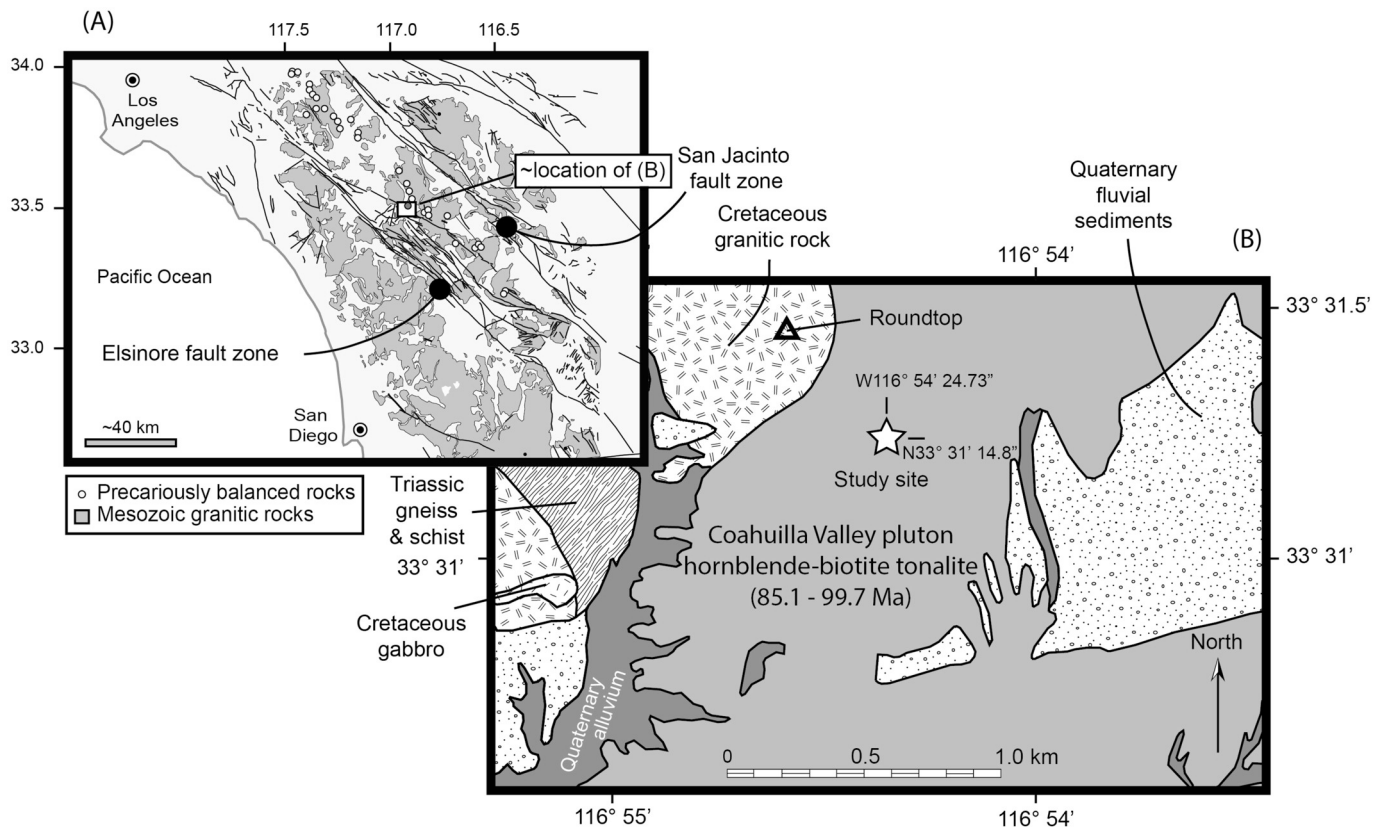 (A)
117.5
117.0
116.5
34.0
33.5
33.0
Los
Angeles
~location of (B)
San Jacinto
fault zone
Cretaceous
granitic rock
Quaternary
fluvial
sediments
Pacific Ocean
Elsinore fault zone
~40 km
San
Diego
Precariously balanced rocks
Mesozoic granitic rocks
(B)
116° 54’
33° 31.5’
Roundtop
W116° 54’ 24.73”
N33° 31’ 14.8”
Study site
Triassic
gneiss
& schist
33° 31’
33° 31’
Coahuilla Valley pluton
hornblende-biotite tonalite
(85.1 - 99.7 Ma)
Cretaceous
gabbro
North
Quaternary
alluvium
0
0.5
1.0 km
116° 55’
116° 54’